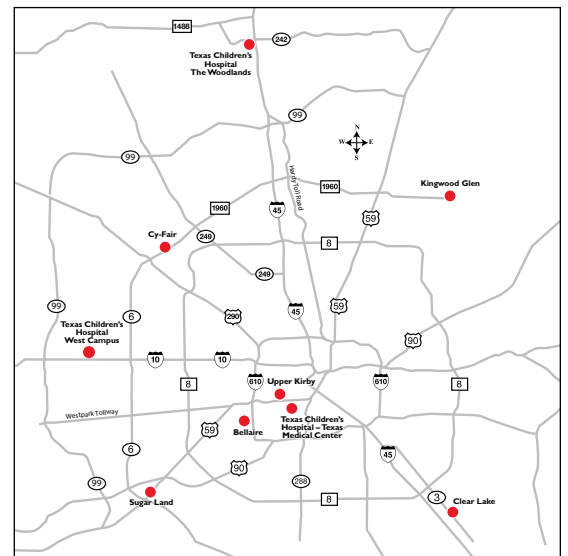 1488
242
Texas Children's
Hospital
The Woodlands
99
N
W E
S
99
Hardy Toll Road
1960
Kingwood Glen
1960
45
59
Cy-Fair
249
8
249
99
6
290
45
59
Texas Children's
Hospital
West Campus
90
10
10
8
610
Upper Kirby
610
8
Westpark Tollway
Texas Children's
Hospital – Texas
Medical Center
59
Bellaire
6
90
45
99
288
Sugar Land
8
3
Clear Lake